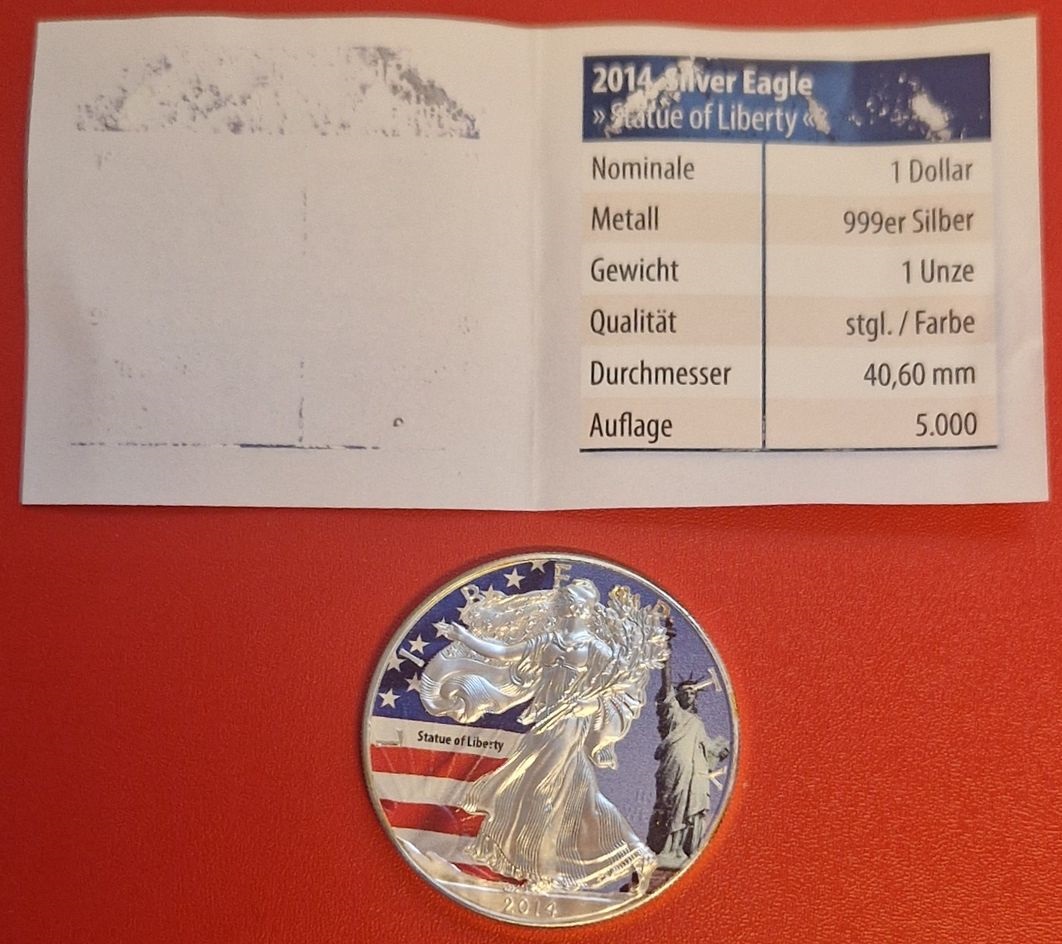 2014 Silver Eagle
» Statue of Liberty «
Nominale 1 Dollar
Metall 999er Silber
Gewicht 1 Unze
Qualität stgl. / Farbe
Durchmesser 40,60 mm
Auflage 5.000
LIBERTY
Statue of Liberty
2014